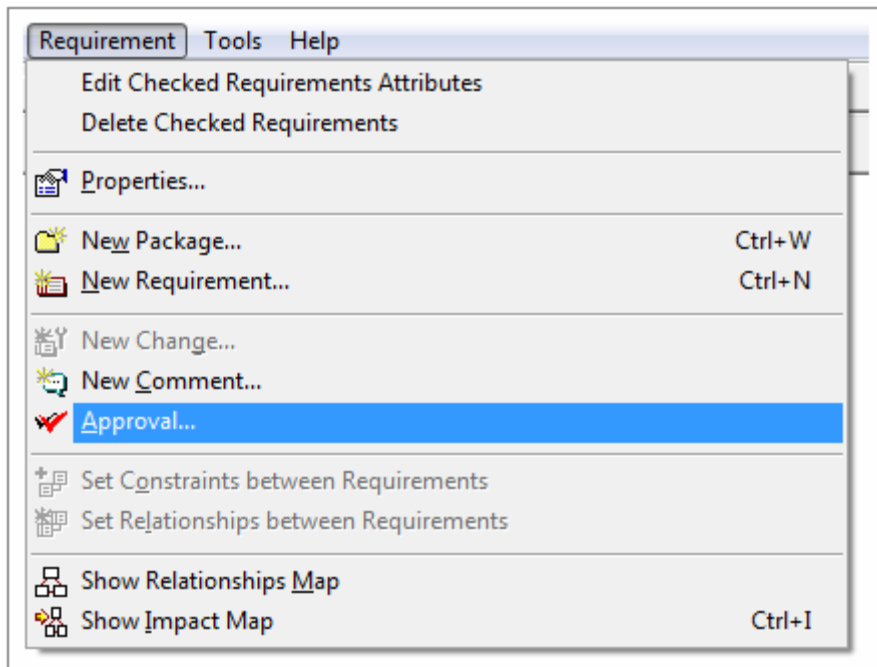 Requirement Tools Help
Edit Checked Requirements Attributes
Delete Checked Requirements
Properties...
New Package... Ctrl+W
New Requirement... Ctrl+N
New Change...
New Comment...
Approval...
Set Constraints between Requirements
Set Relationships between Requirements
Show Relationships Map
Show Impact Map Ctrl+I